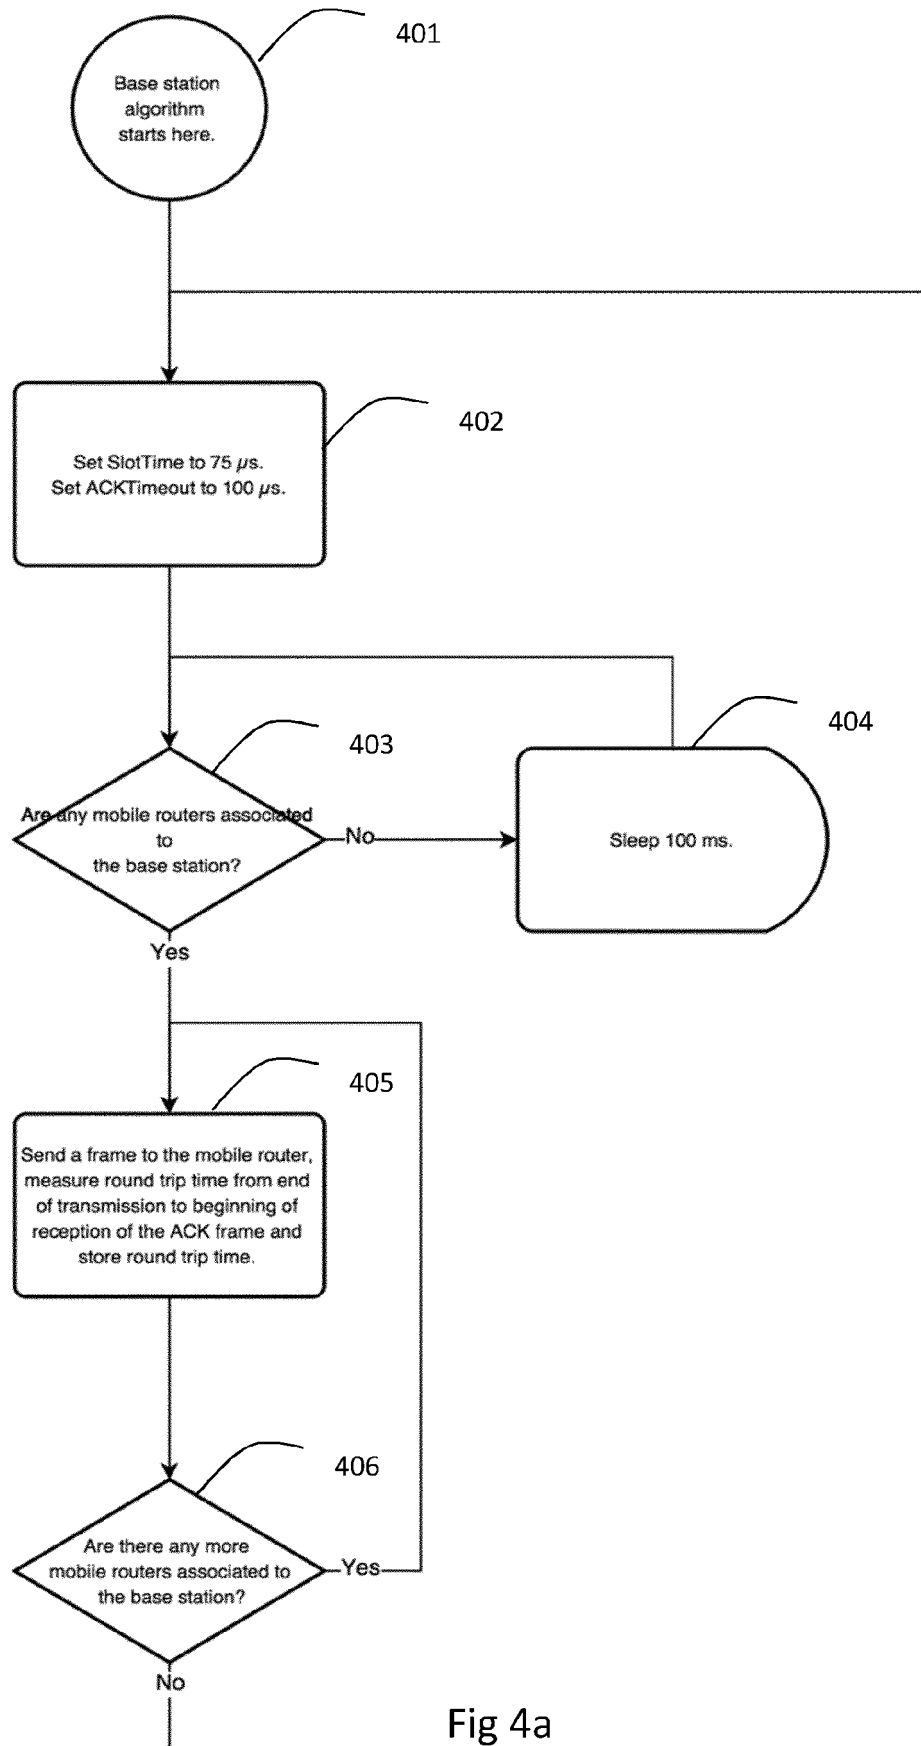 401
Base station
algorithm
starts here.
402
Set SlotTime to 75 µs.
Set ACKTimeout to 100 µs.
403
Are any mobile routers associated
to
the base station?
No
404
Sleep 100 ms.
Yes
405
Send a frame to the mobile router,
measure round trip time from end
of transmission to beginning of
reception of the ACK frame and
store round trip time.
406
Are there any more
mobile routers associated to
the base station?
Yes
No
Fig 4a